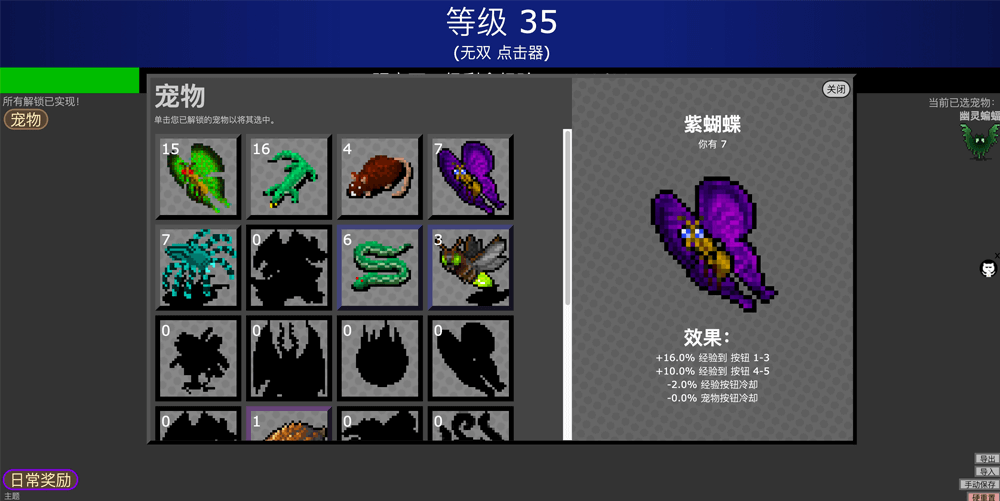 等级 35
(无双 点击器)
所有解锁已实现!
宠物
宠物
单击您已解锁的宠物以将其选中。
15
16
4
7
7
0
6
3
0
0
0
0
0
1
0
0
关闭
紫蝴蝶
你有 7
效果:
+16.0% 经验到 按钮 1-3
+10.0% 经验到 按钮 4-5
-2.0% 经验按钮冷却
-0.0% 宠物按钮冷却
当前已选宠物:
幽灵蝙蝠
x
日常奖励
主题
导出
导入
手动保存
硬重置